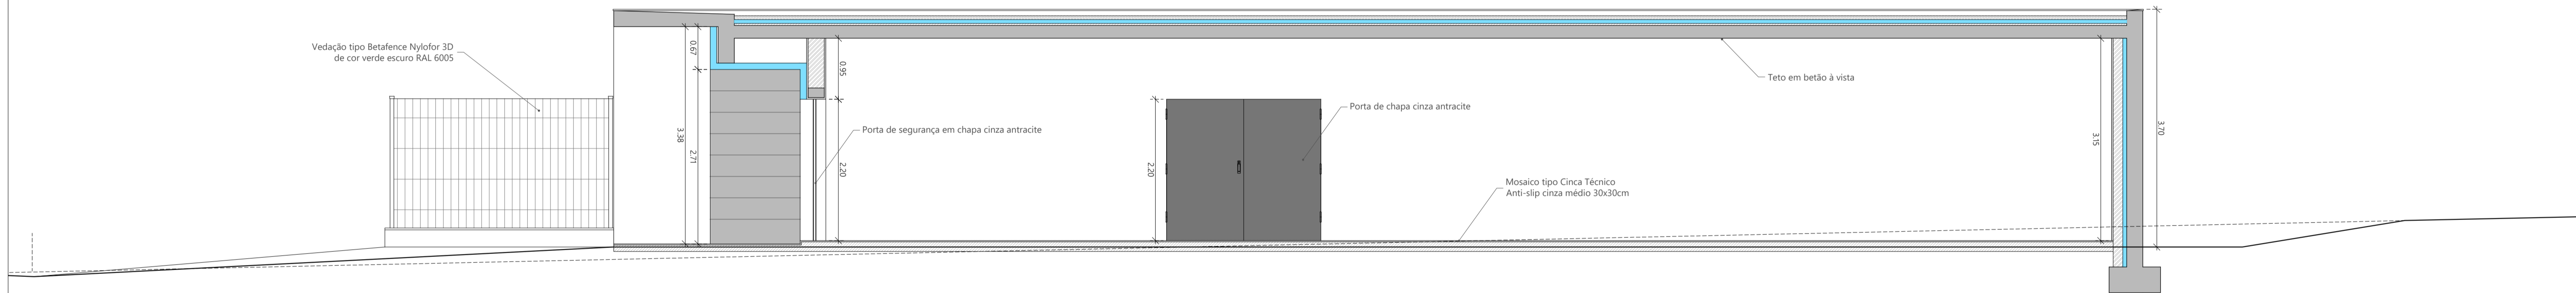 Vedação tipo Betafence Nylofor 3D
de cor verde escuro RAL 6005
0.67
3.38
2.71
0.95
2.20
Porta de segurança em chapa cinza antracite
2.20
Porta de chapa cinza antracite
Mosaico tipo Cinca Técnico
Anti-slip cinza médio 30x30cm
Teto em betão à vista
3.15
3.70